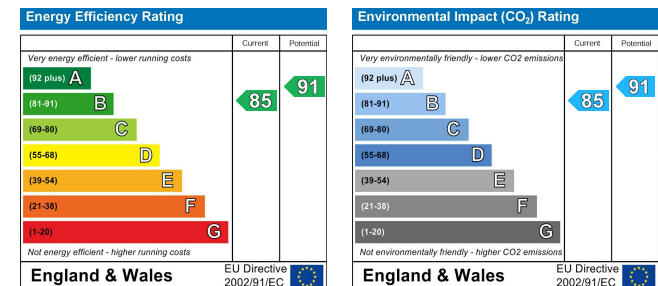 Energy Efficiency Rating
Current Potential
Very energy efficient - lower running costs
(92 plus) A
(81-91) B
(69-80) C
(55-68) D
(39-54) E
(21-38) F
(1-20) G
85
91
Not energy efficient - higher running costs
England & Wales
EU Directive
2002/91/EC
Environmental Impact (CO₂) Rating
Current Potential
Very environmentally friendly - lower CO2 emissions
(92 plus) A
(81-91) B
(69-80) C
(55-68) D
(39-54) E
(21-38) F
(1-20) G
85
91
Not environmentally friendly - higher CO2 emissions
England & Wales
EU Directive
2002/91/EC